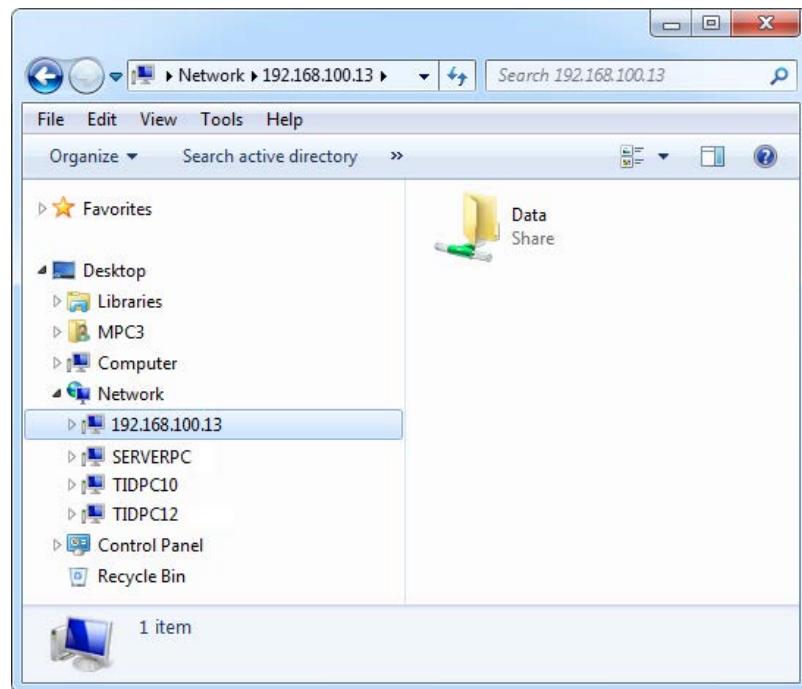 Network 192.168.100.13
Search 192.168.100.13
File Edit View Tools Help
Organize Search active directory »
Favorites
Desktop
Libraries
MPC3
Computer
Network
192.168.100.13
SERVERPC
TIDPC10
TIDPC12
Control Panel
Recycle Bin
Data
Share
1 item